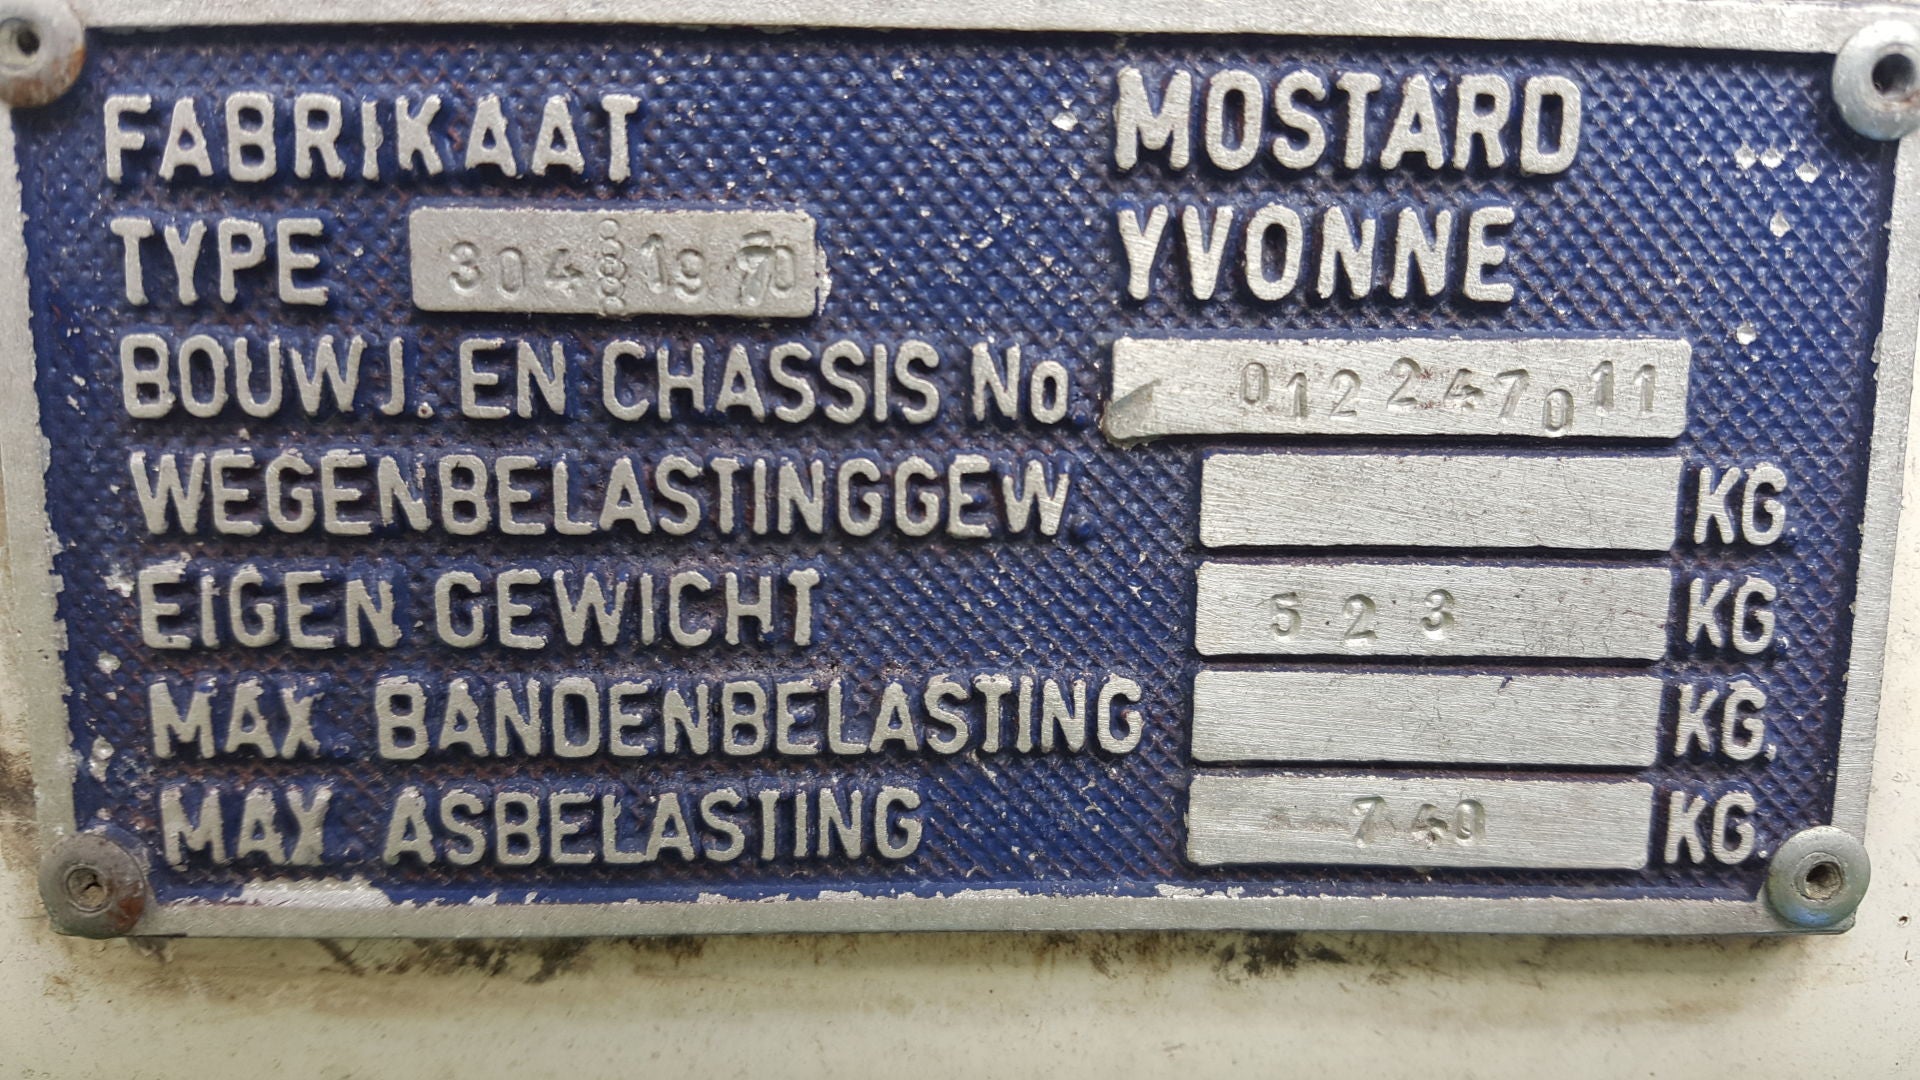 FABRIKAAT MOSTARD
TYPE 304 1970 YVONNE
BOUWJ. EN CHASSIS No. 012247011
WEGENBELASTINGGEW. KG.
EIGEN GEWICHT 523 KG.
MAX BANDENBELASTING KG.
MAX ASBELASTING 740 KG.